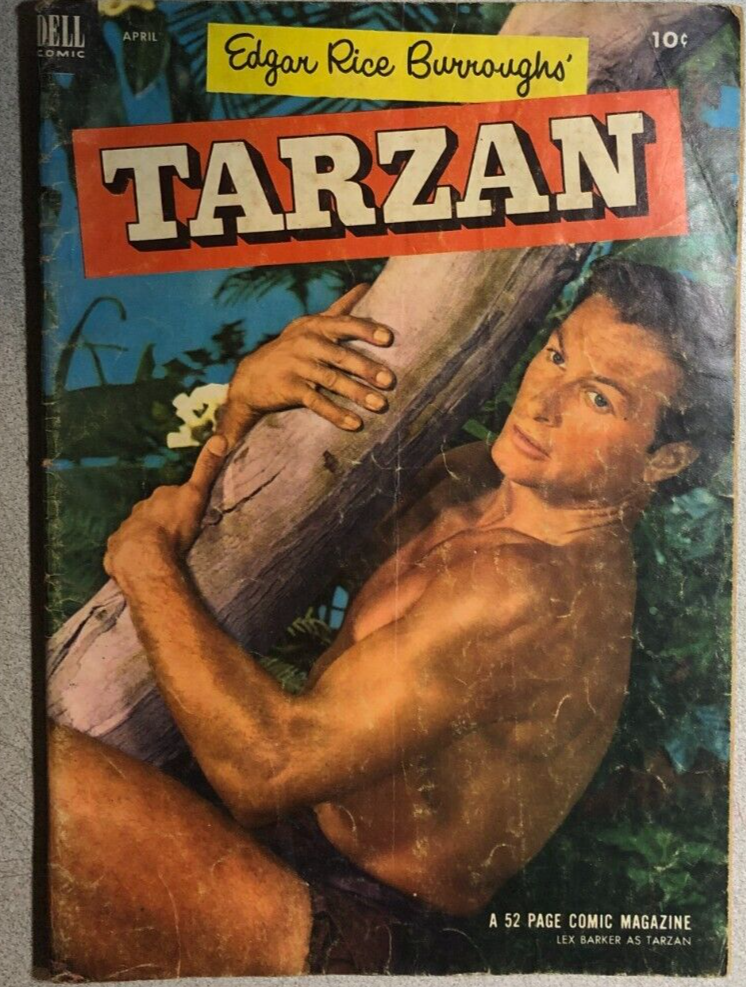 DELL
COMIC
APRIL
10¢
Edgar Rice Burroughs'
TARZAN
A 52 PAGE COMIC MAGAZINE
LEX BARKER AS TARZAN